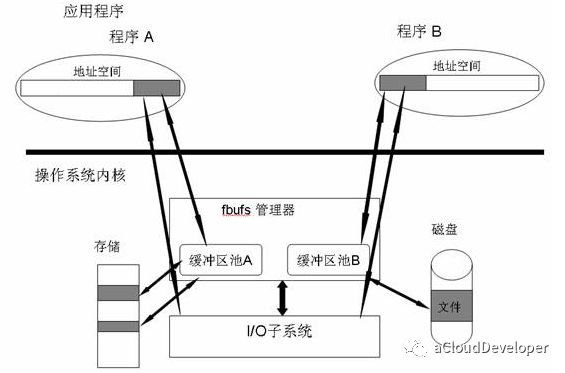 应用程序
程序 A
程序 B
地址空间
地址空间
操作系统内核
fbufs 管理器
存储
磁盘
缓冲区池A
缓冲区池B
文件
I/O子系统
aCloudDeveloper